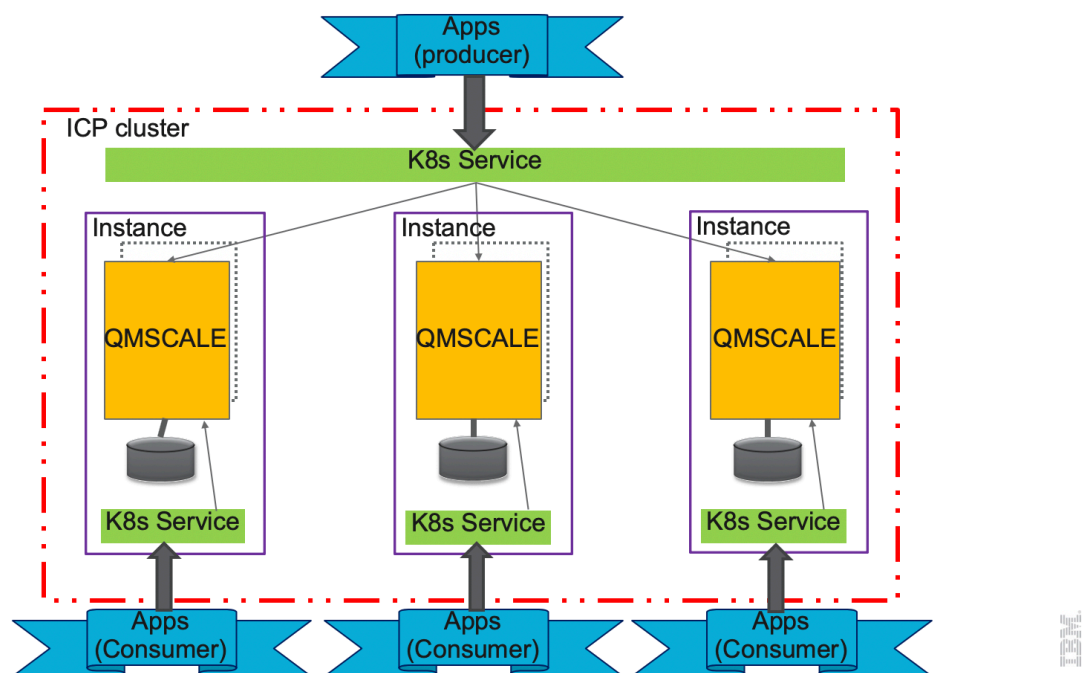 Apps
(producer)
ICP cluster
K8s Service
Instance
Instance
Instance
QMSCALE
QMSCALE
QMSCALE
K8s Service
K8s Service
K8s Service
Apps
(Consumer)
Apps
(Consumer)
Apps
(Consumer)
IBM